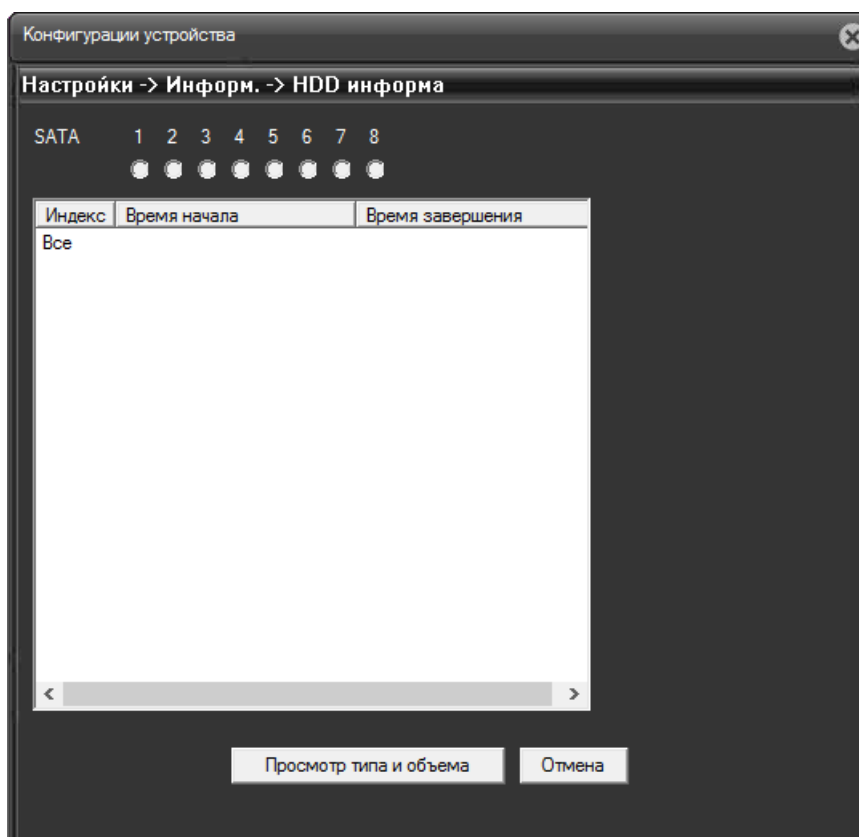 Конфигурации устройства
Настройки -> Информ. -> HDD информа
SATA 1 2 3 4 5 6 7 8
Индекс Время начала Время завершения
Все
Просмотр типа и объема Отмена